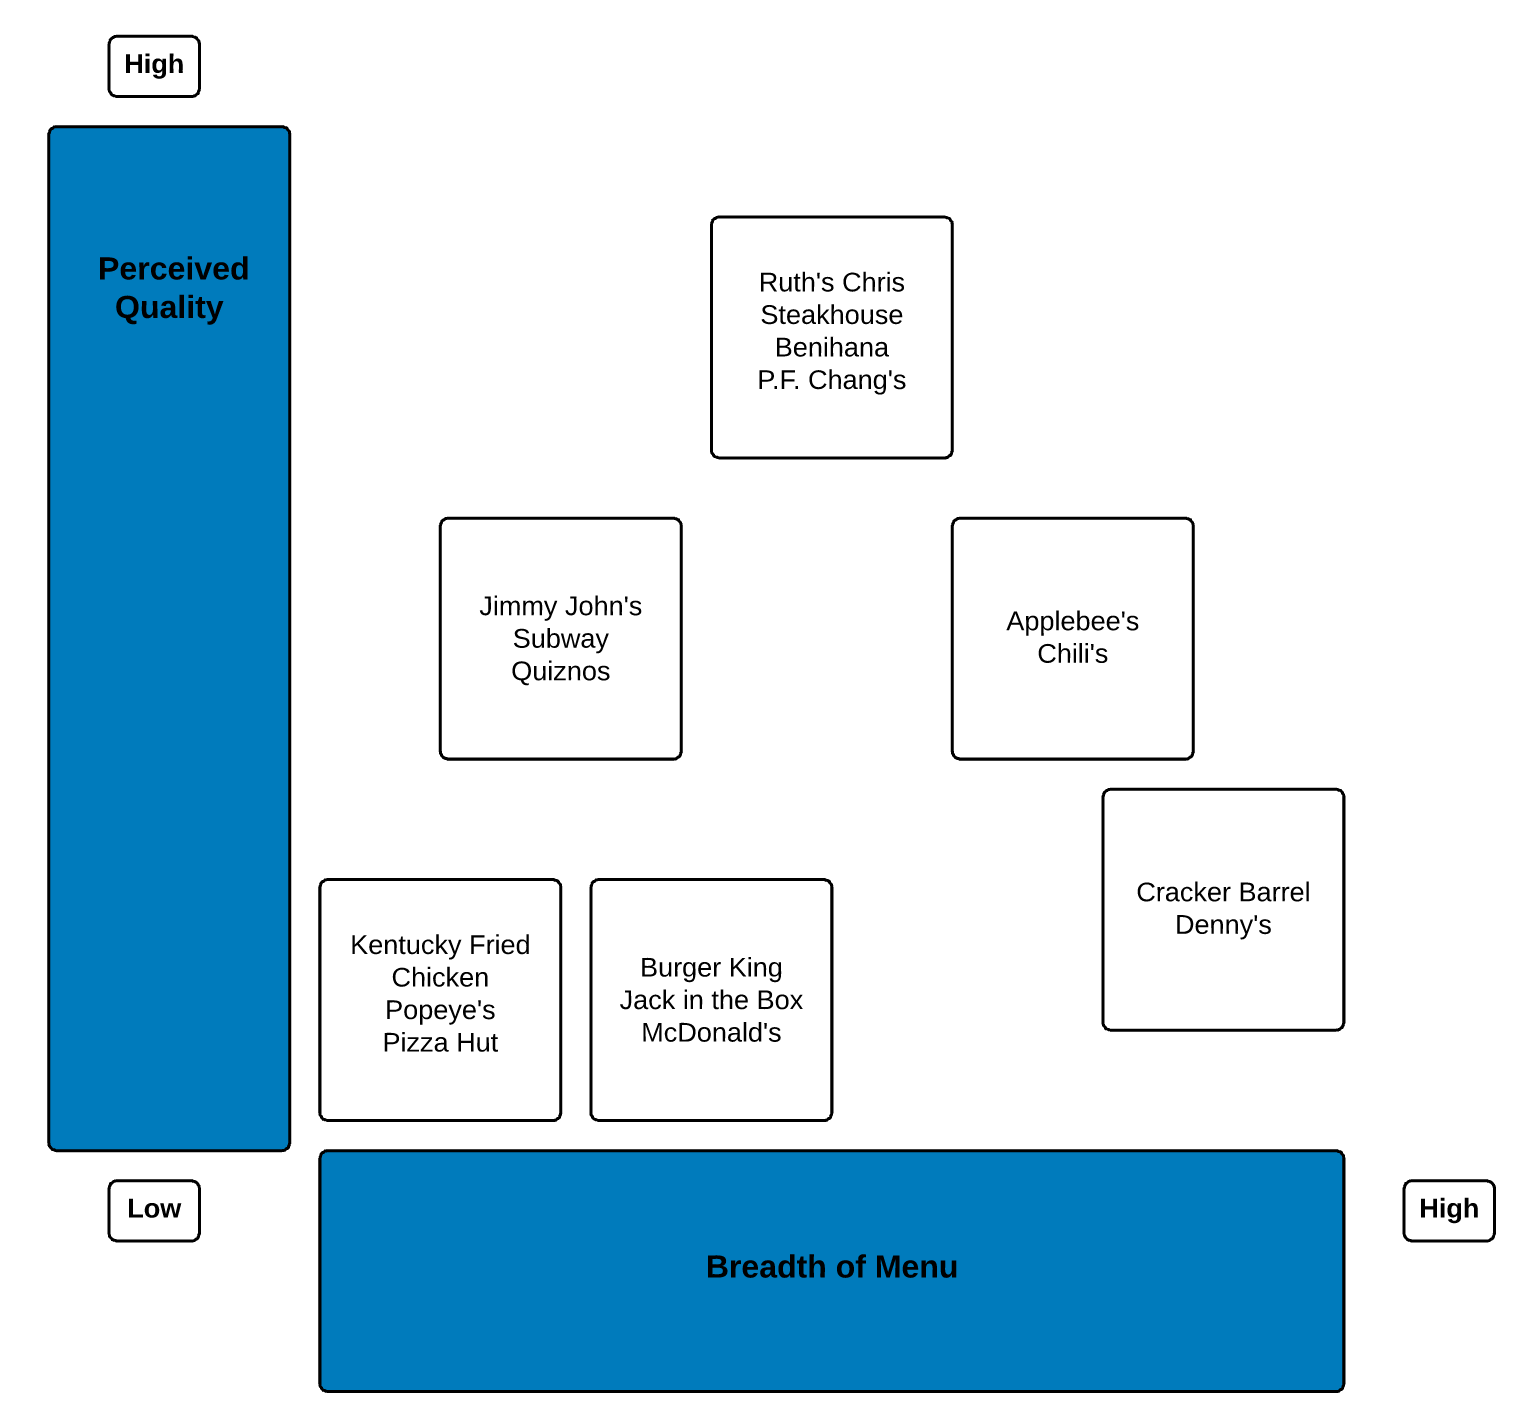 High
Perceived
Quality
Ruth's Chris
Steakhouse
Benihana
P.F. Chang's
Jimmy John's
Subway
Quiznos
Applebee's
Chili's
Cracker Barrel
Denny's
Kentucky Fried
Chicken
Popeye's
Pizza Hut
Burger King
Jack in the Box
McDonald's
Low
Breadth of Menu
High